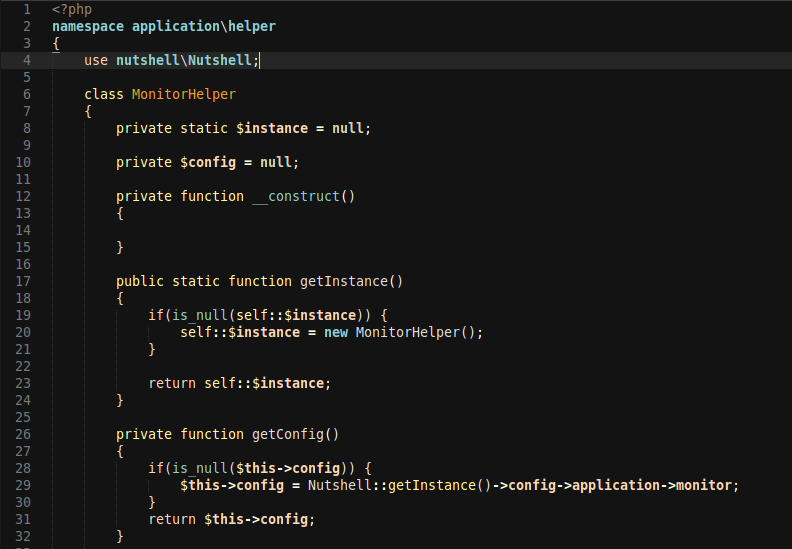 1 <?php
2 namespace application\helper
3 {
4     use nutshell\Nutshell;
5
6     class MonitorHelper
7     {
8         private static $instance = null;
9
10         private $config = null;
11
12         private function __construct()
13         {
14
15         }
16
17         public static function getInstance()
18         {
19             if(is_null(self::$instance)) {
20                 self::$instance = new MonitorHelper();
21             }
22
23             return self::$instance;
24         }
25
26         private function getConfig()
27         {
28             if(is_null($this->config)) {
29                 $this->config = Nutshell::getInstance()->config->application->monitor;
30             }
31             return $this->config;
32         }